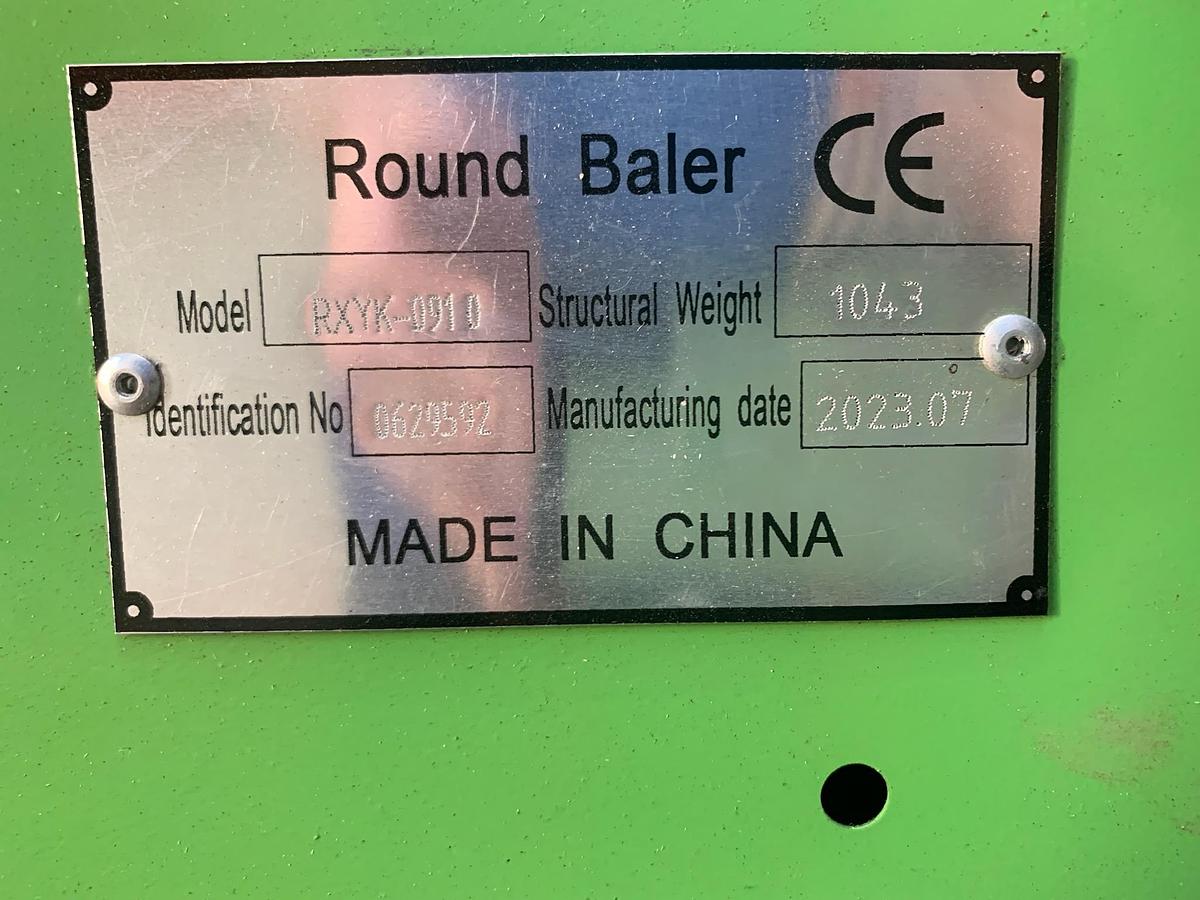 Round Baler CE
Model RXYK-0910 Structural Weight 1043
Identification No 0629592 Manufacturing date 2023.07
MADE IN CHINA